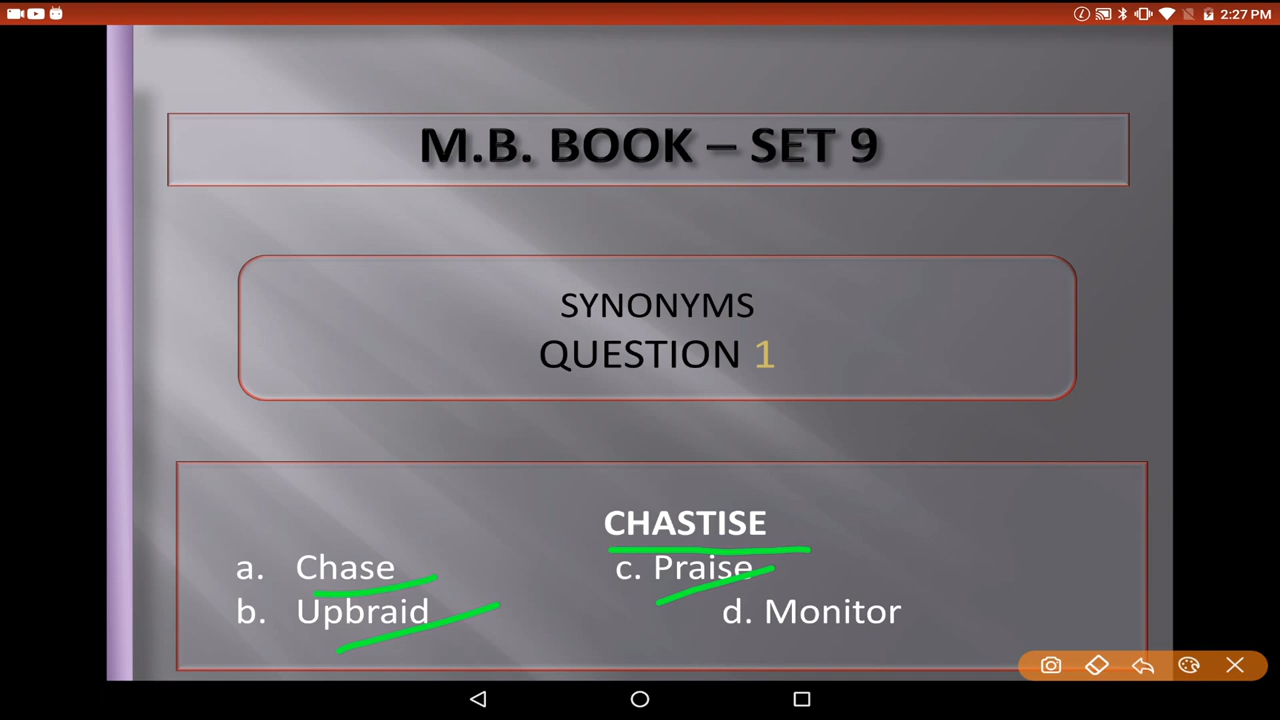 2:27 PM
M.B. BOOK – SET 9
SYNONYMS
QUESTION 1
CHASTISE
a. Chase
c. Praise
b. Upbraid
d. Monitor